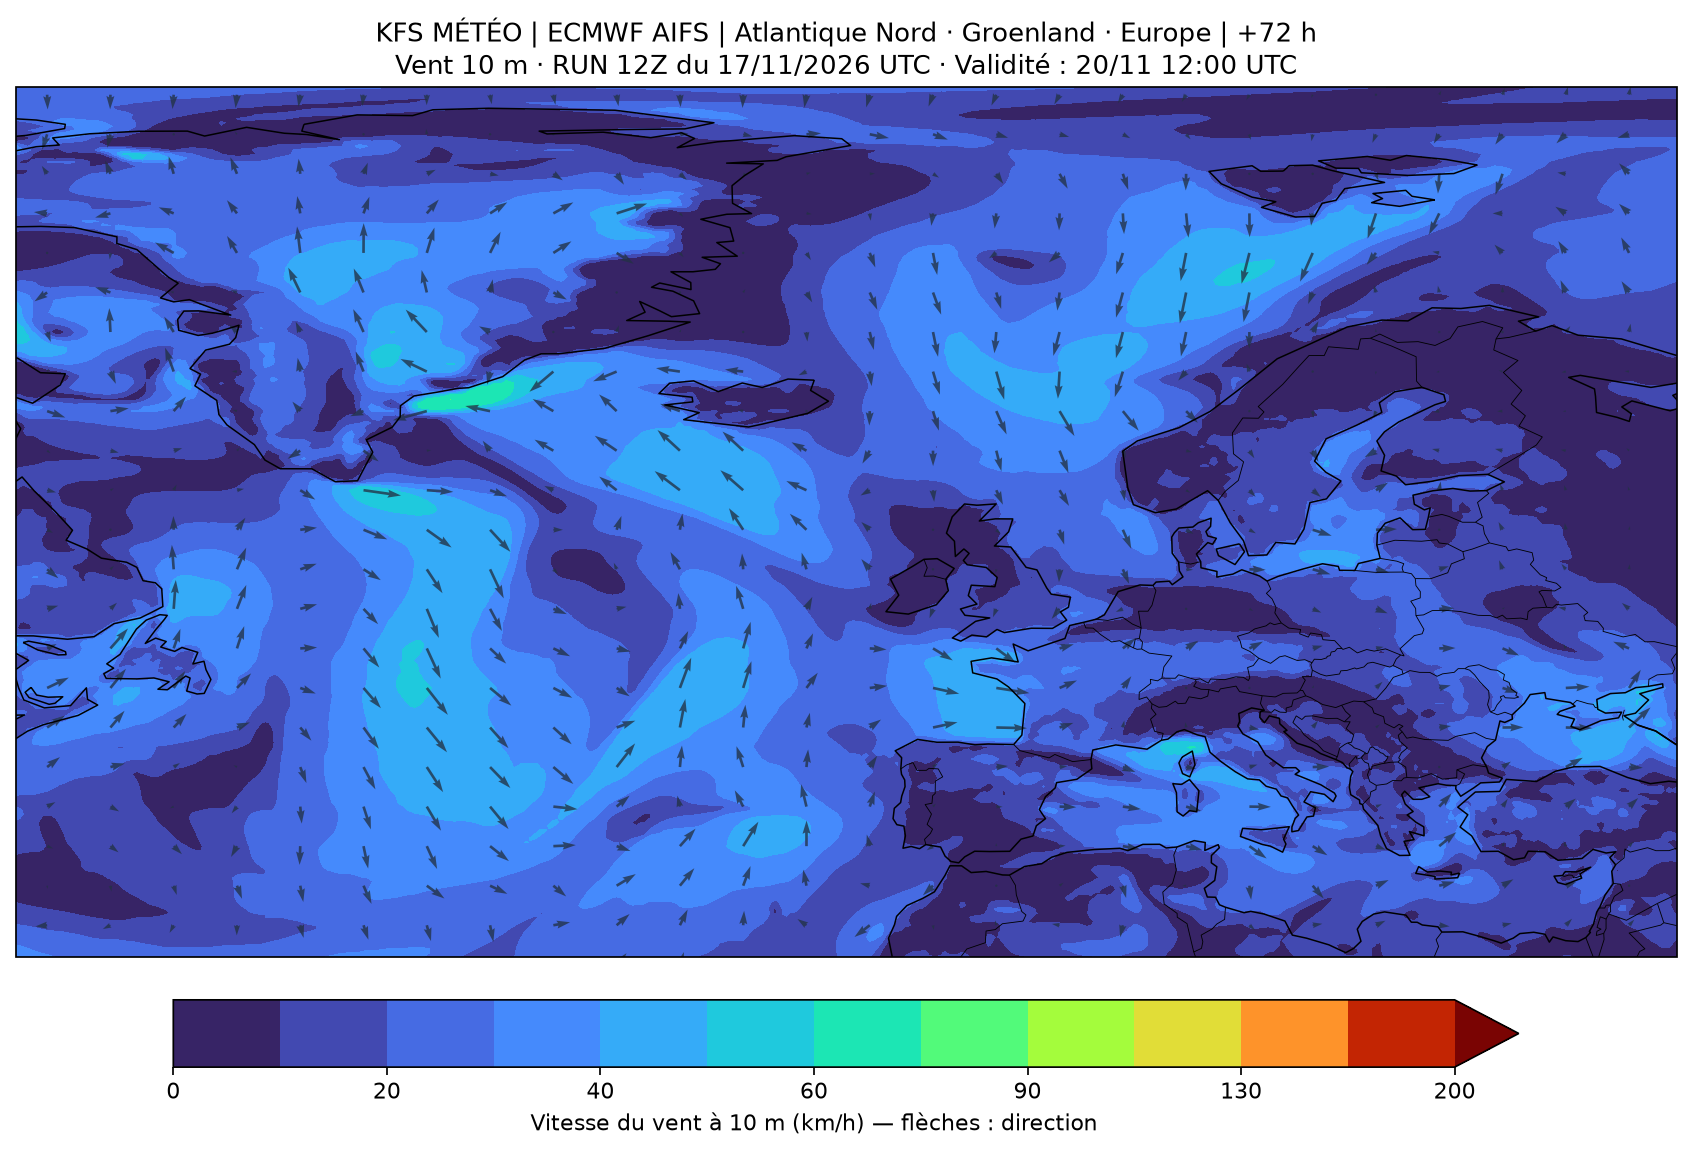 KFS MÉTÉO | ECMWF AIFS | Atlantique Nord · Groenland · Europe | +72 h
Vent 10 m · RUN 12Z du 17/11/2026 UTC · Validité : 20/11 12:00 UTC
0 20 40 60 90 130 200
Vitesse du vent à 10 m (km/h) — flèches : direction